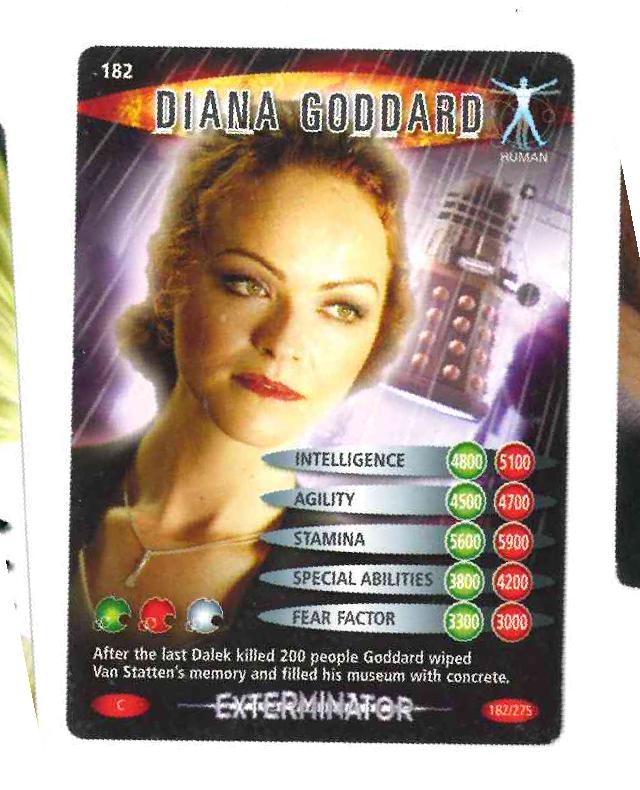 182
DIANA GODDARD
HUMAN
INTELLIGENCE 4800 5100
AGILITY 4500 4700
STAMINA 5600 5900
SPECIAL ABILITIES 3800 4200
FEAR FACTOR 3300 3000
After the last Dalek killed 200 people Goddard wiped
Van Statten's memory and filled his museum with concrete.
C EXTERMINATOR 182/275